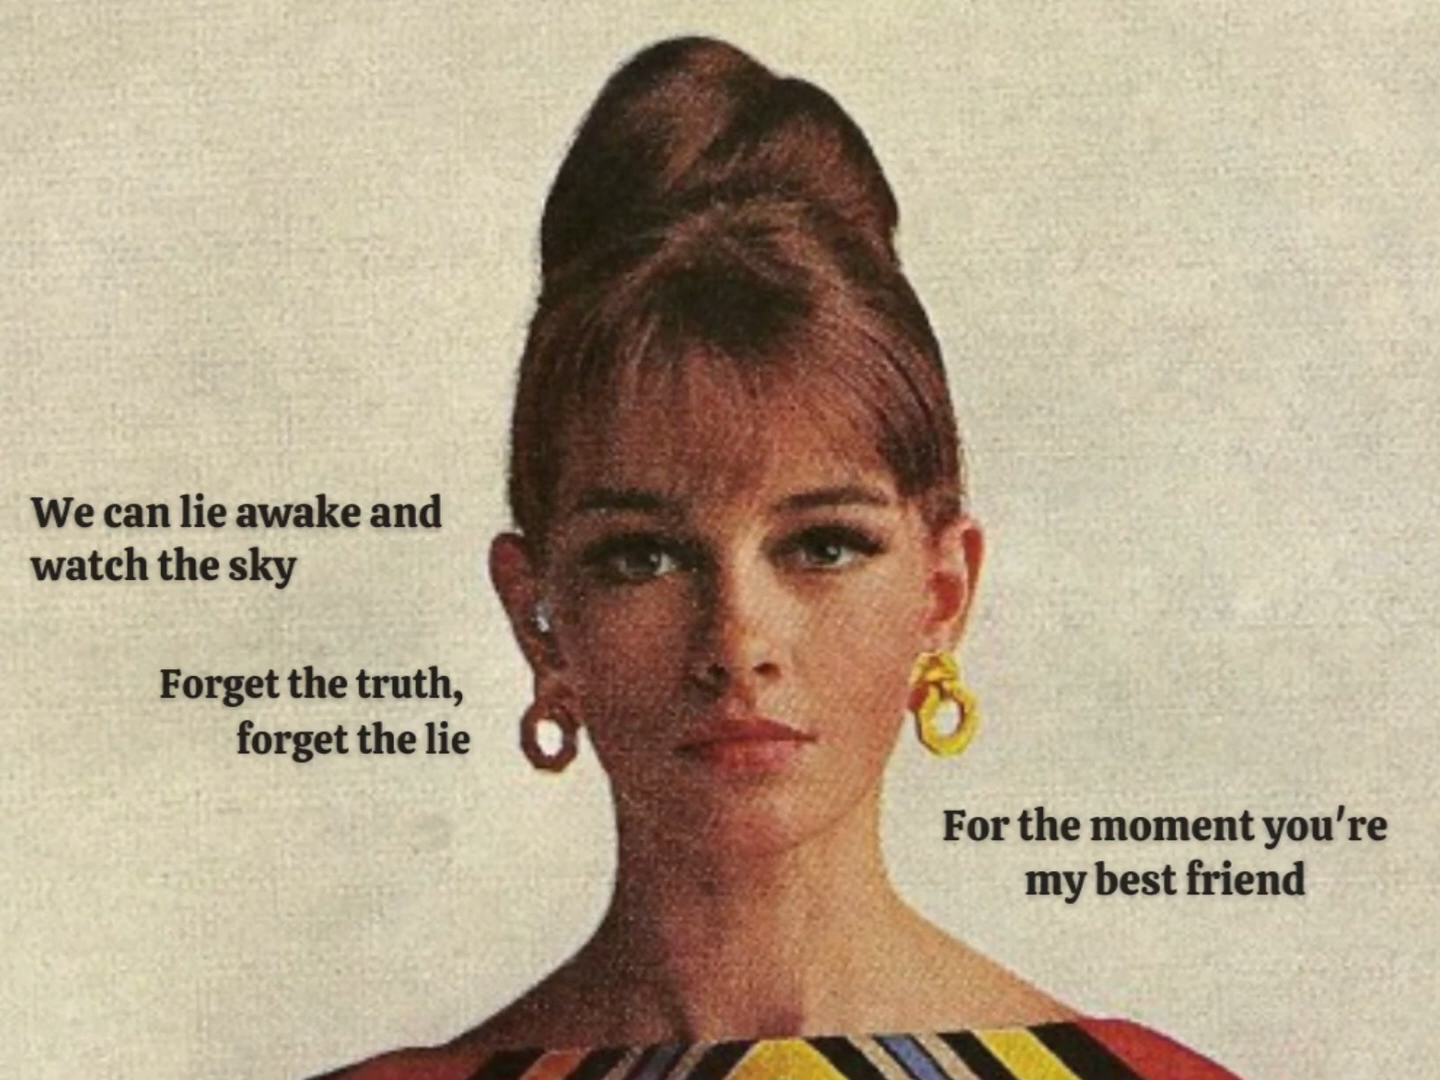 We can lie awake and
watch the sky
Forget the truth,
forget the lie
For the moment you're
my best friend